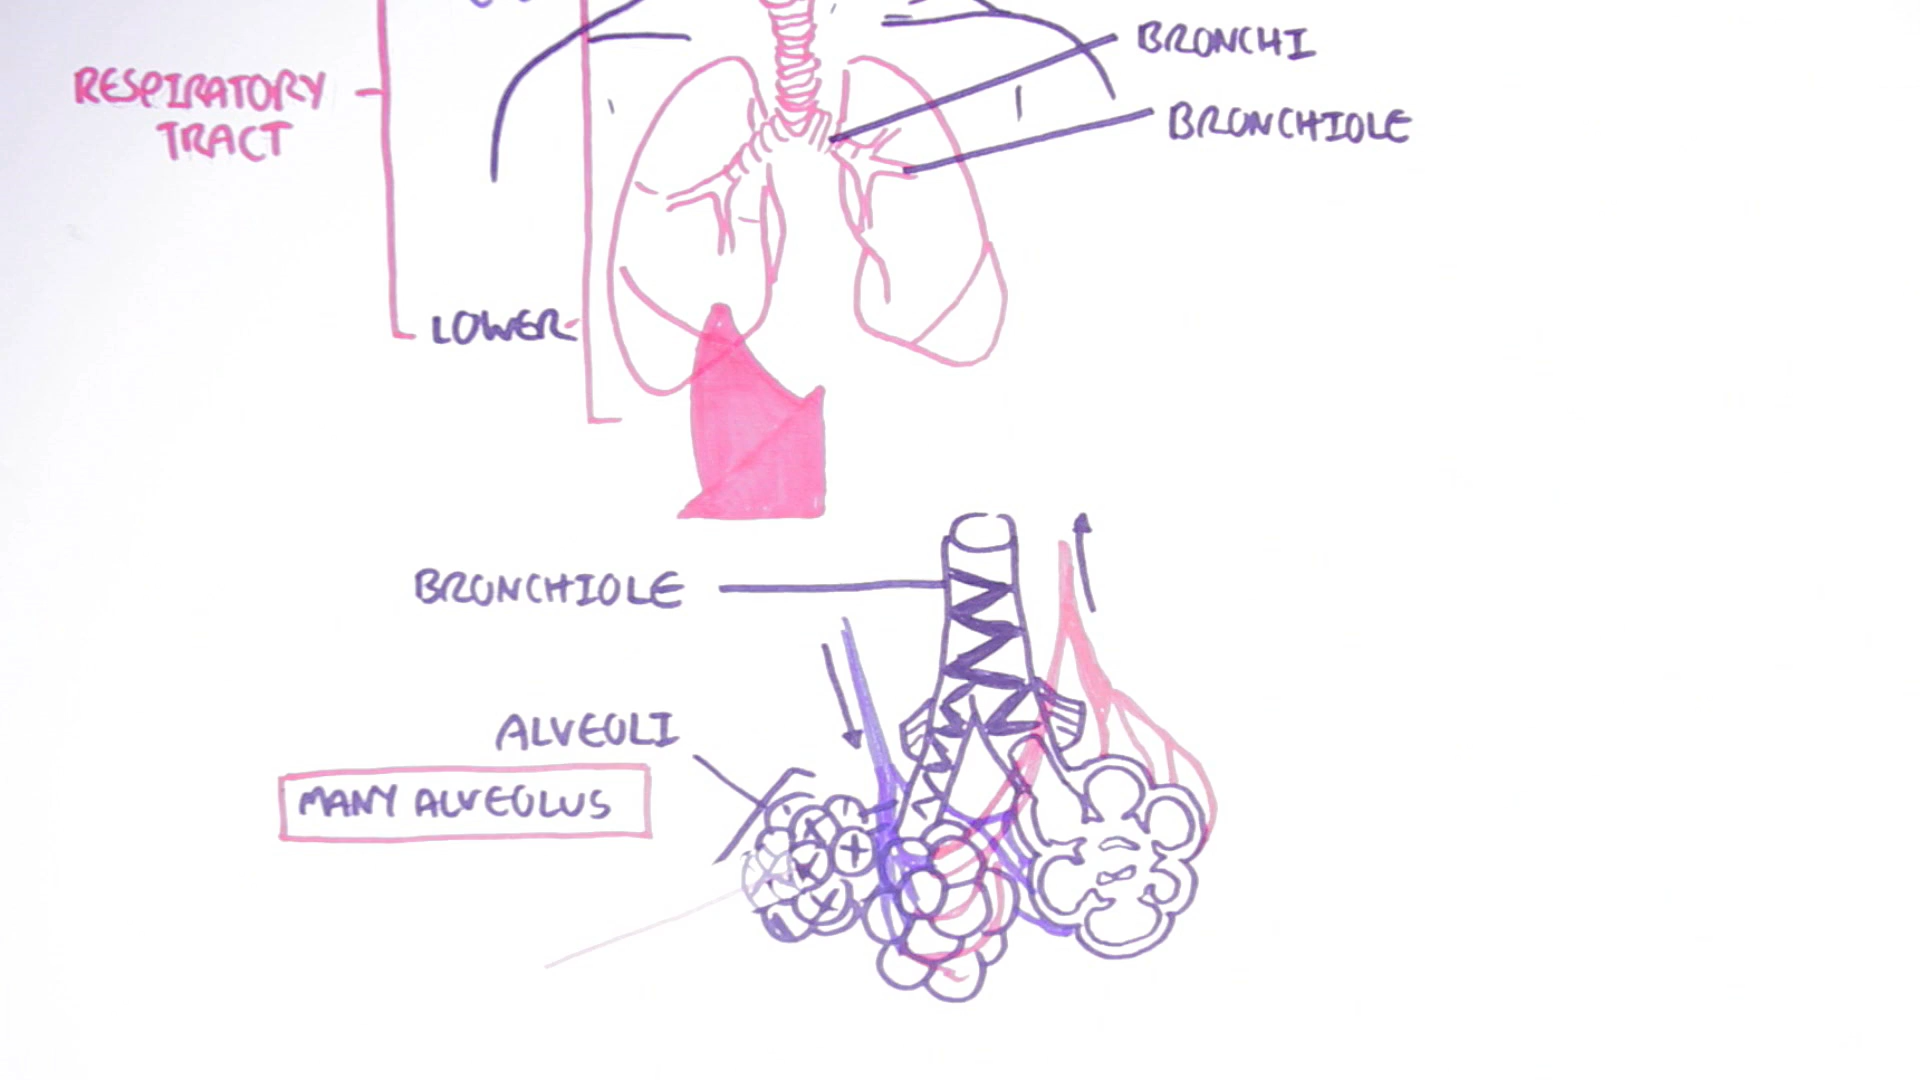 BRONCHI
RESPIRATORY
TRACT
BRONCHIOLE
LOWER
BRONCHIOLE
ALVEOLI
MANY ALVEOLUS